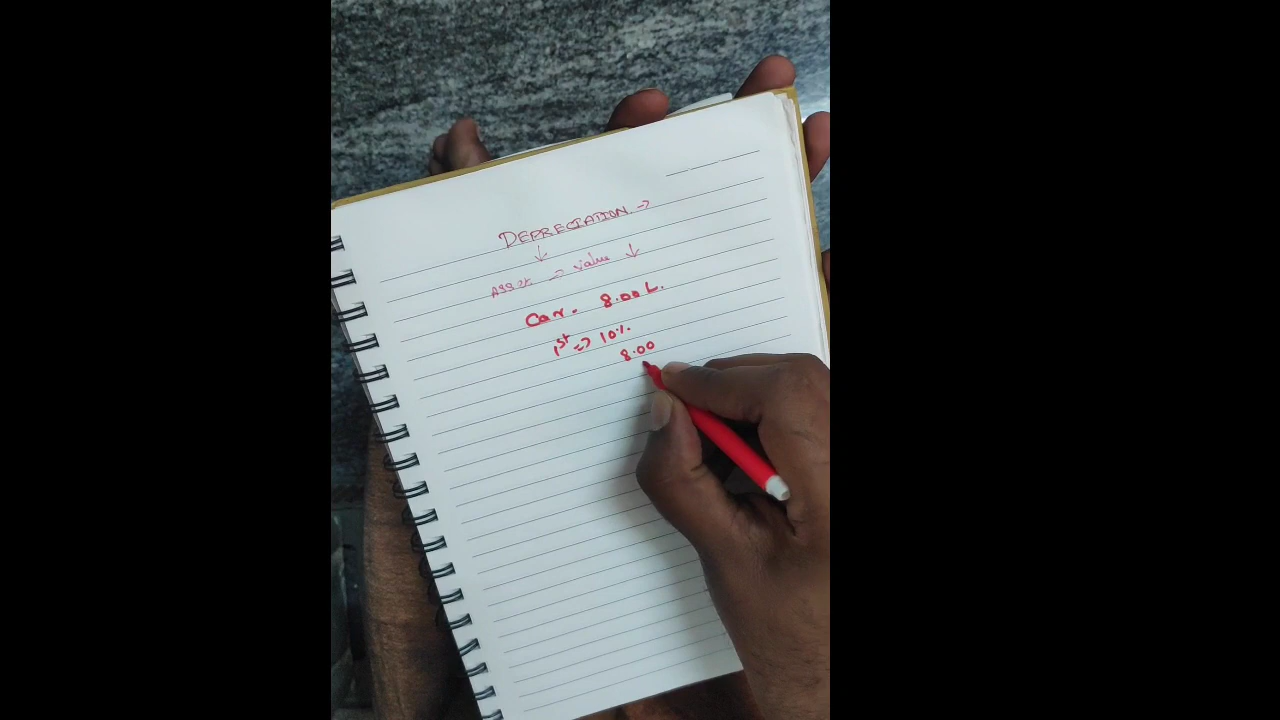 DEPRECIATION →
↓
Asset → value ↓
Car - 8.00 L.
1st => 10%
8.00